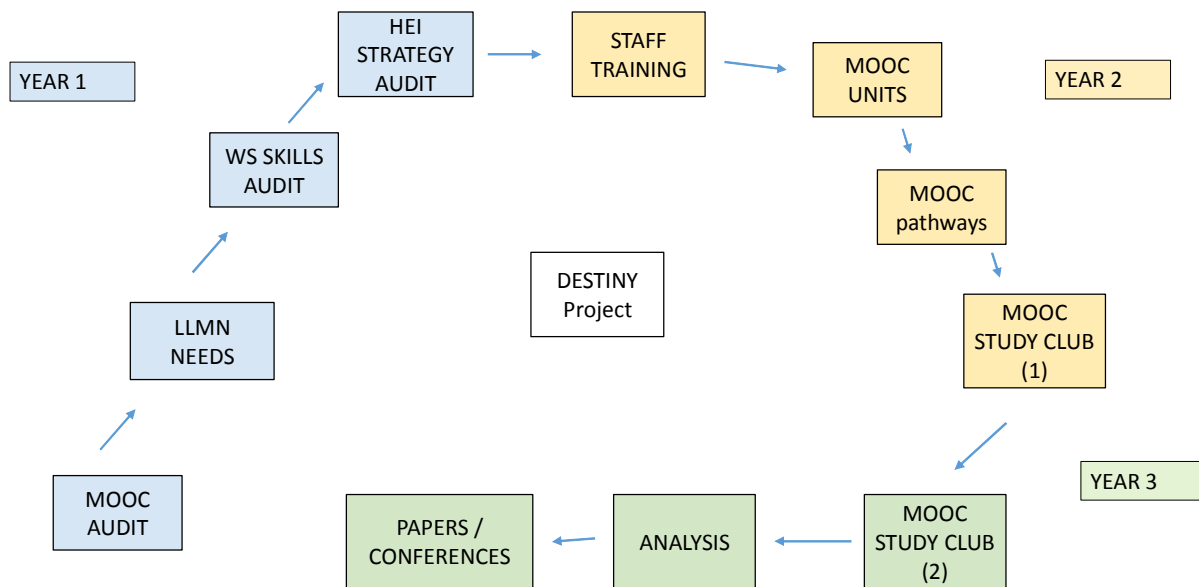 YEAR 1
HEI
STRATEGY
AUDIT
STAFF
TRAINING
MOOC
UNITS
YEAR 2
WS SKILLS
AUDIT
MOOC
pathways
DESTINY
Project
LLMN
NEEDS
MOOC
STUDY CLUB
(1)
YEAR 3
MOOC
AUDIT
PAPERS /
CONFERENCES
ANALYSIS
MOOC
STUDY CLUB
(2)